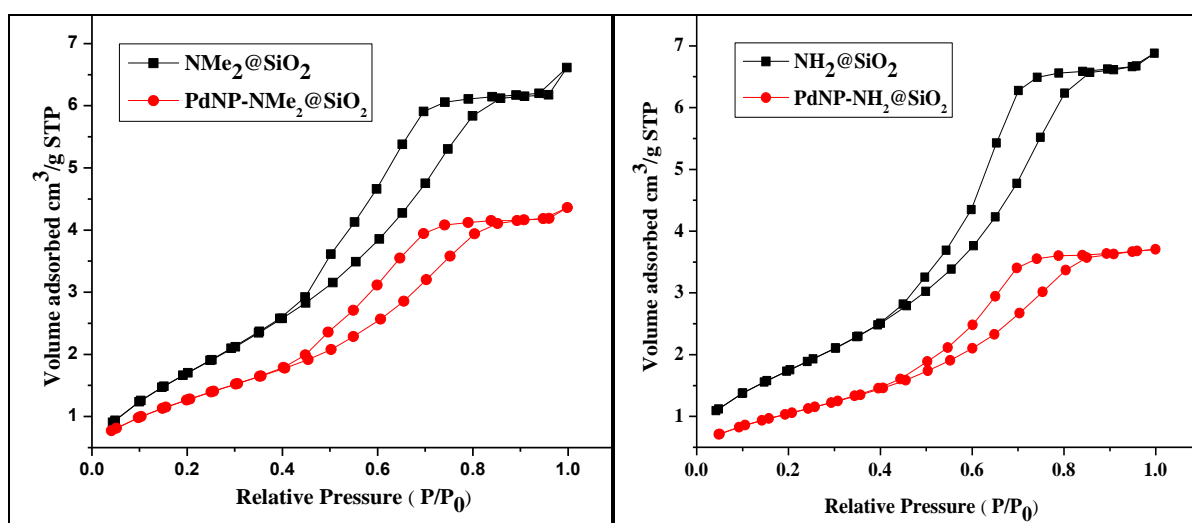 NMe₂@SiO₂
PdNP-NMe₂@SiO₂
Volume adsorbed cm³/g STP
7
6
5
4
3
2
1
0.0 0.2 0.4 0.6 0.8 1.0
Relative Pressure ( P/P₀)
NH₂@SiO₂
PdNP-NH₂@SiO₂
Volume adsorbed cm³/g STP
7
6
5
4
3
2
1
0.0 0.2 0.4 0.6 0.8 1.0
Relative Pressure ( P/P₀)